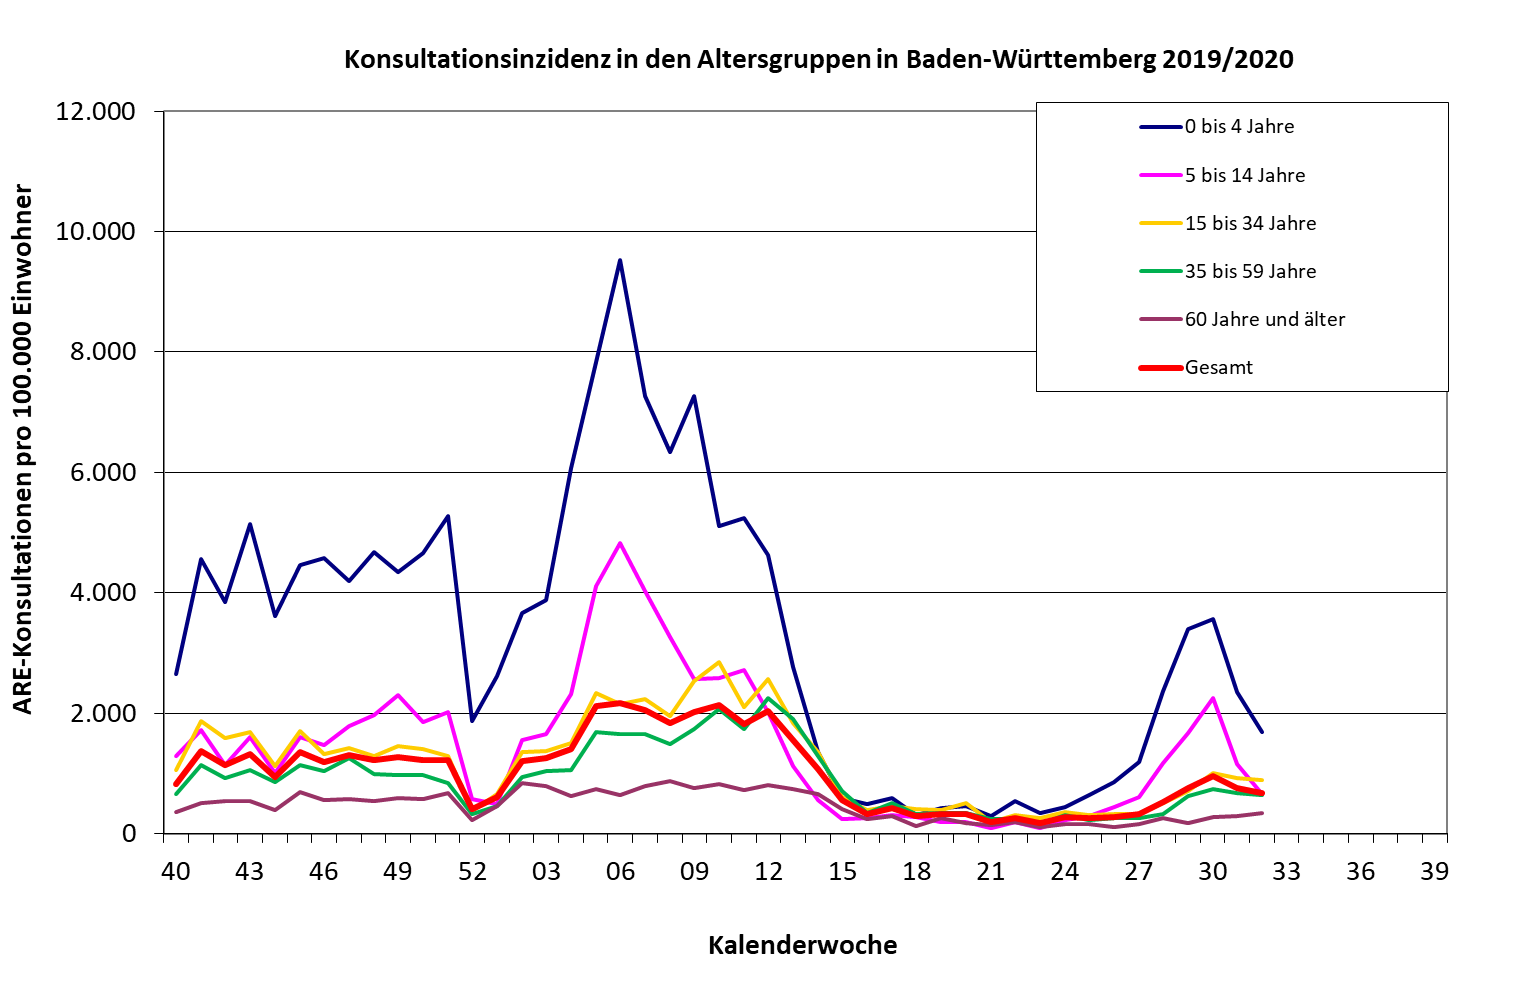 Konsultationsinzidenz in den Altersgruppen in Baden-Württemberg 2019/2020
ARE-Konsultationen pro 100.000 Einwohner
12.000
10.000
8.000
6.000
4.000
2.000
0
0 bis 4 Jahre
5 bis 14 Jahre
15 bis 34 Jahre
35 bis 59 Jahre
60 Jahre und älter
Gesamt
40 43 46 49 52 03 06 09 12 15 18 21 24 27 30 33 36 39
Kalenderwoche